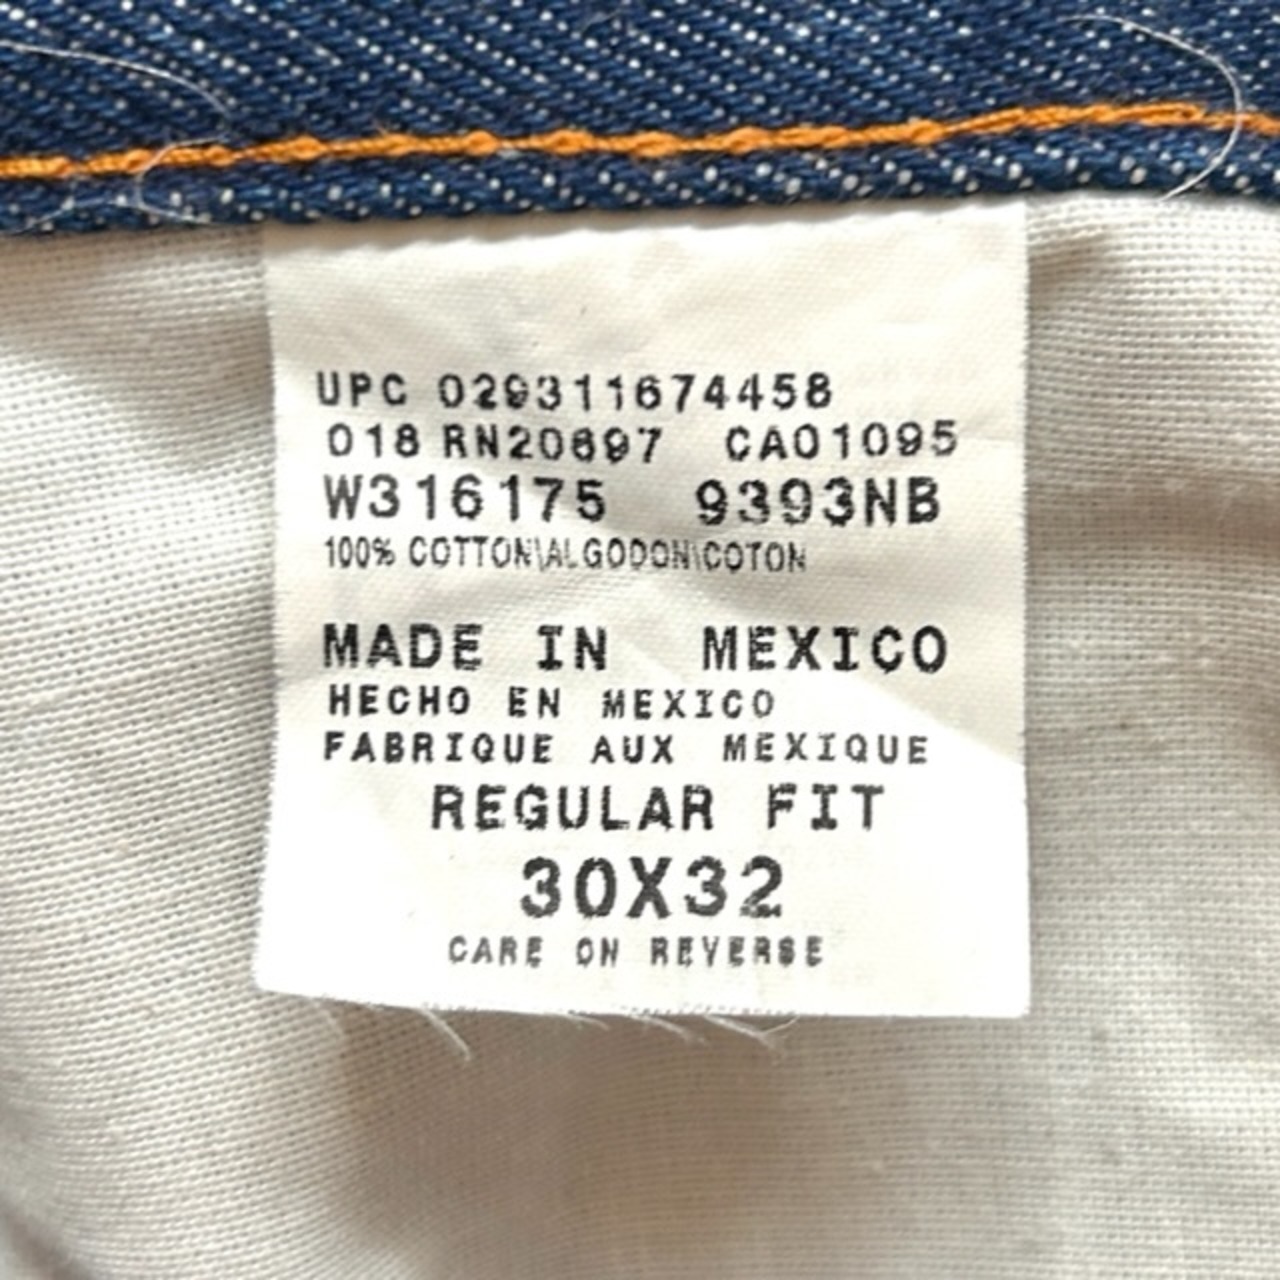 UPC 029311674458
018 RN20697 CA01095
W316175 9393NB
100% COTTON\ALGODON\COTON
MADE IN MEXICO
HECHO EN MEXICO
FABRIQUE AUX MEXIQUE
REGULAR FIT
30X32
CARE ON REVERSE